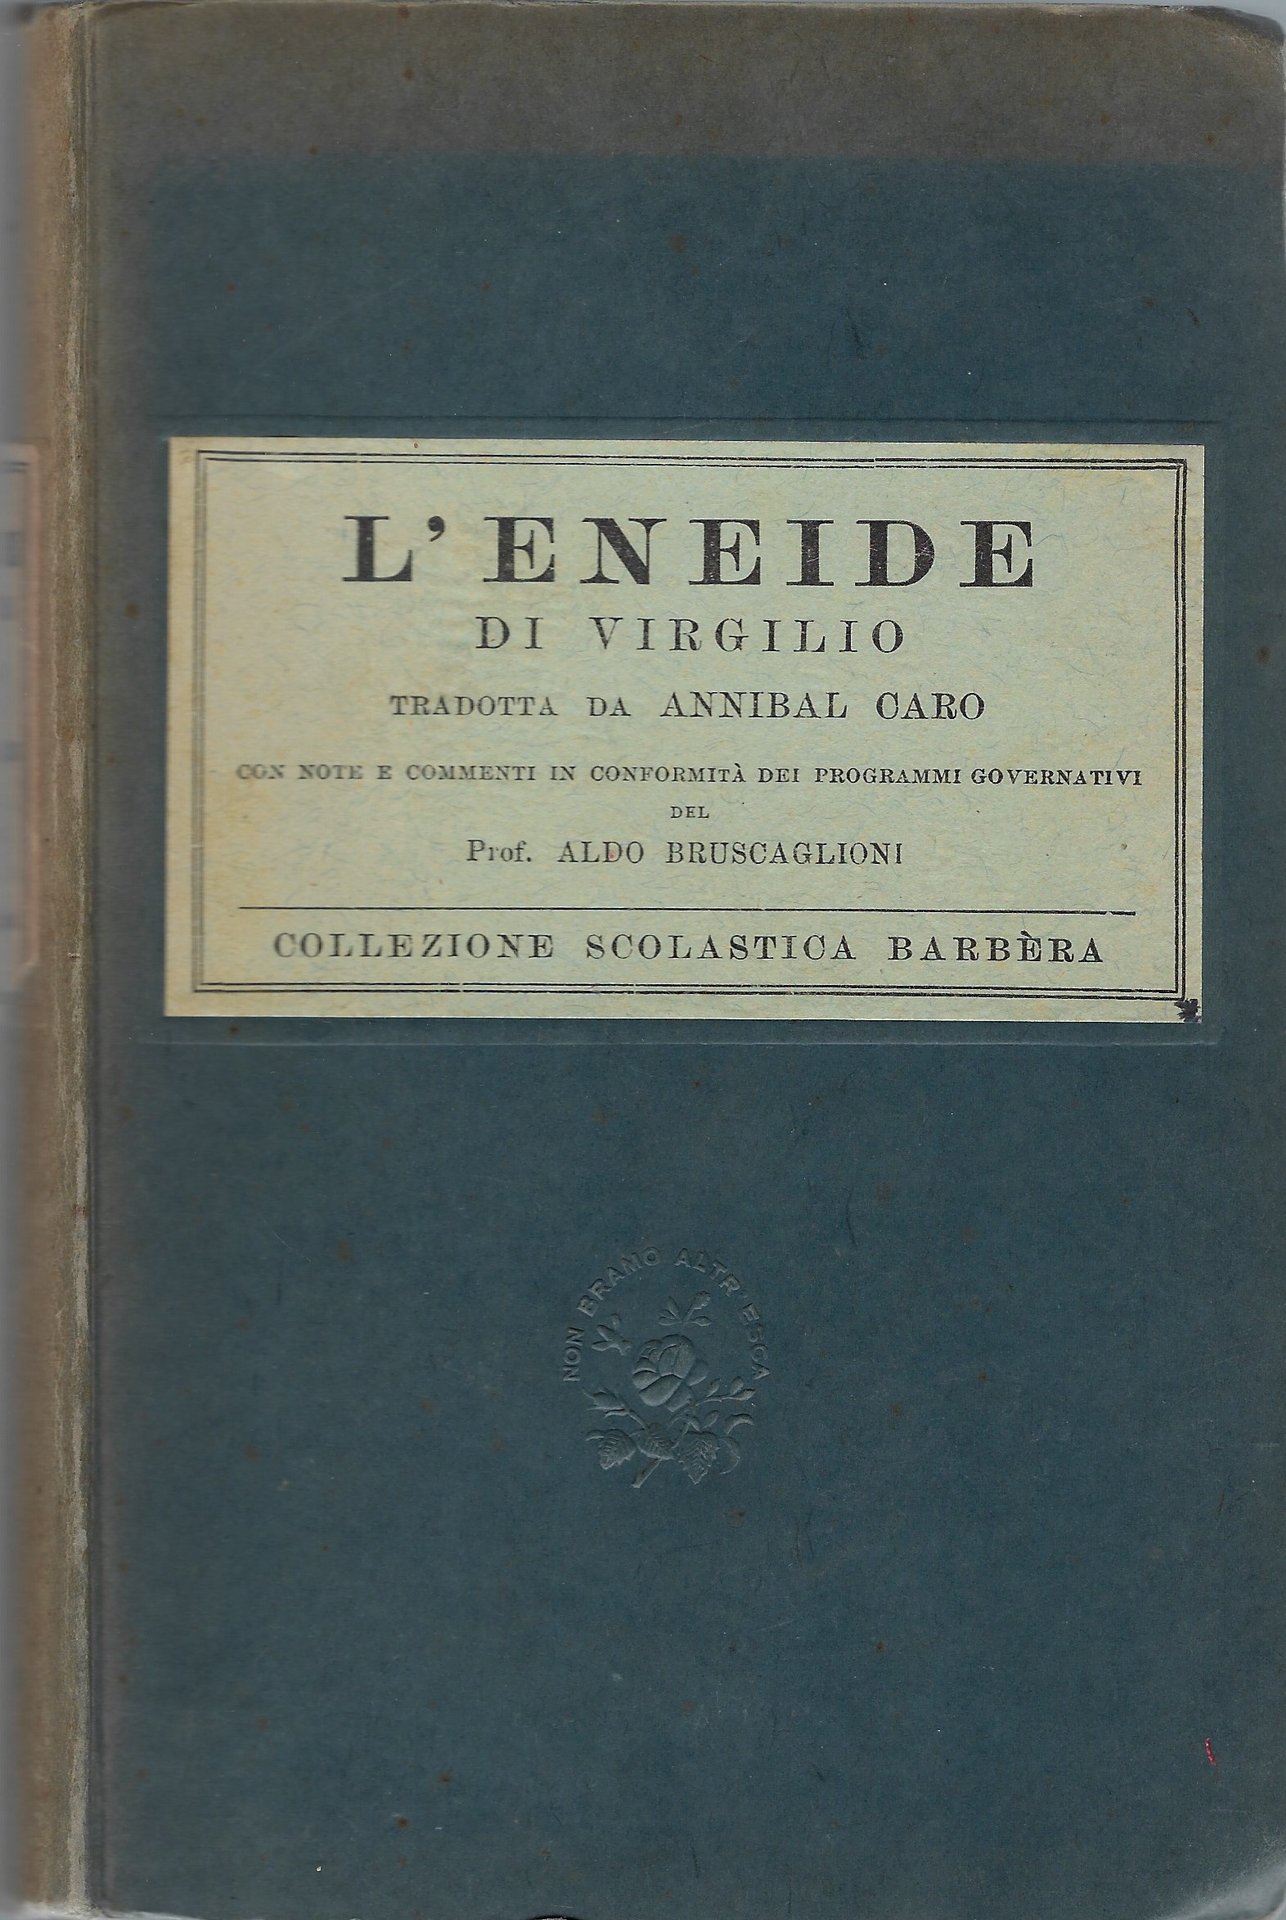 L'ENEIDE
DI VIRGILIO
TRADOTTA DA ANNIBAL CARO
CON NOTE E COMMENTI IN CONFORMITÀ DEI PROGRAMMI GOVERNATIVI
DEL
Prof. ALDO BRUSCAGLIONI
COLLEZIONE SCOLASTICA BARBÈRA
NON BRAMO ALTR' ESCA